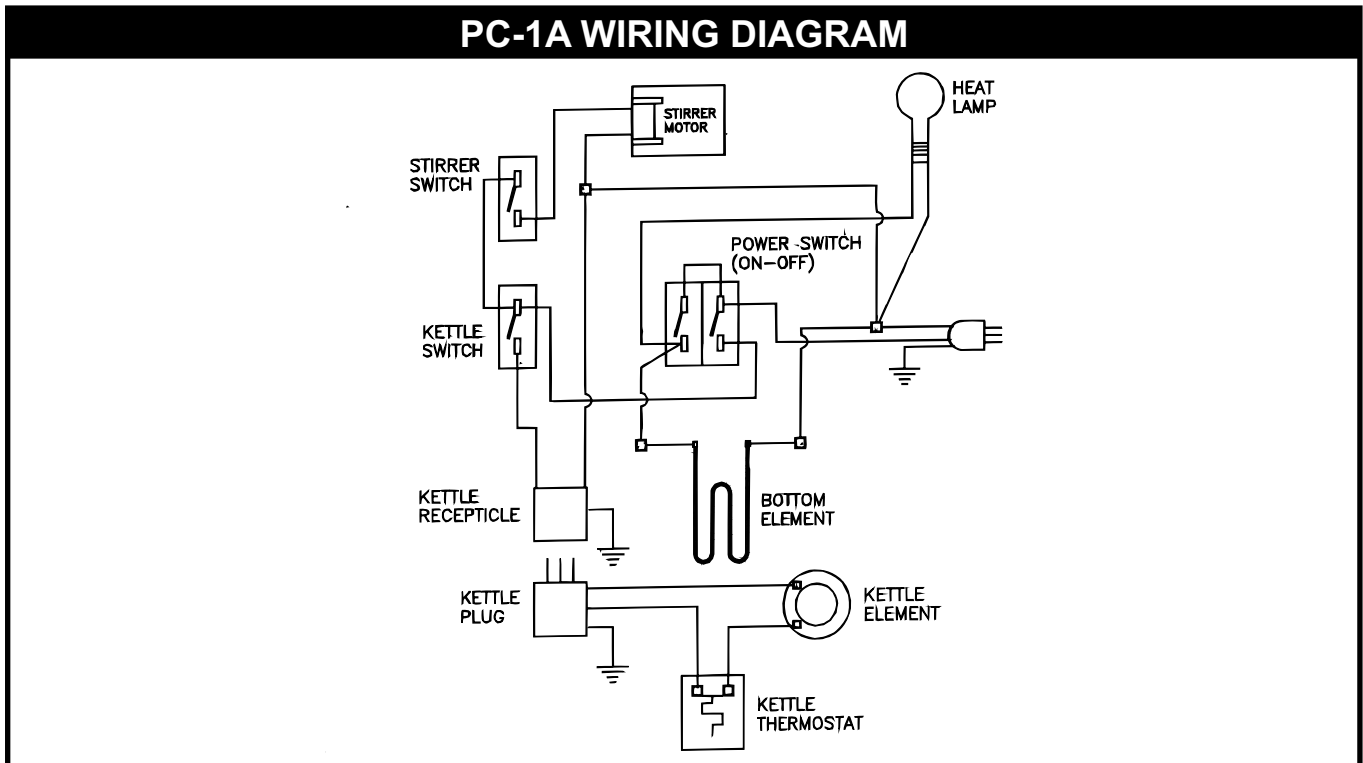 PC-1A WIRING DIAGRAM
HEAT
LAMP
STIRRER
MOTOR
STIRRER
SWITCH
POWER SWITCH
(ON-OFF)
KETTLE
SWITCH
KETTLE
RECEPTICLE
BOTTOM
ELEMENT
KETTLE
PLUG
KETTLE
ELEMENT
KETTLE
THERMOSTAT